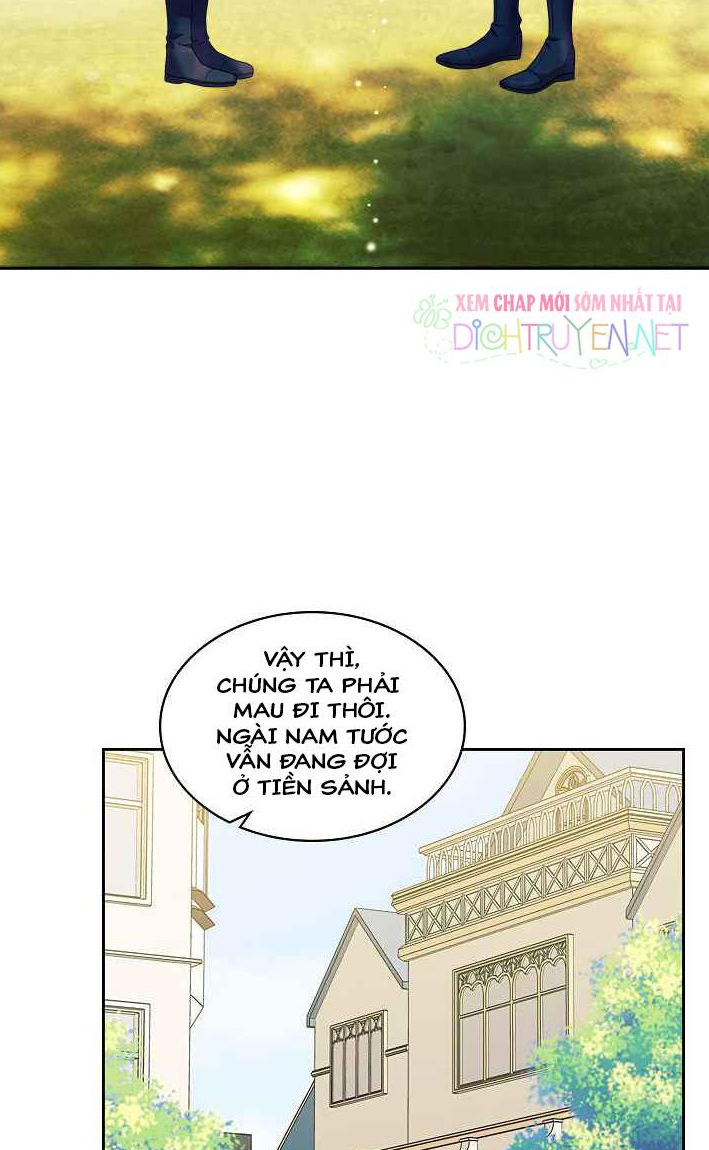 XEM CHAP MỚI SỚM NHẤT TẠI
DICHTRUYEN.NET
VẬY THÌ,
CHÚNG TA PHẢI
MAU ĐI THÔI.
NGÀI NAM TƯỚC
VẪN ĐANG ĐỢI
Ở TIỀN SẢNH.